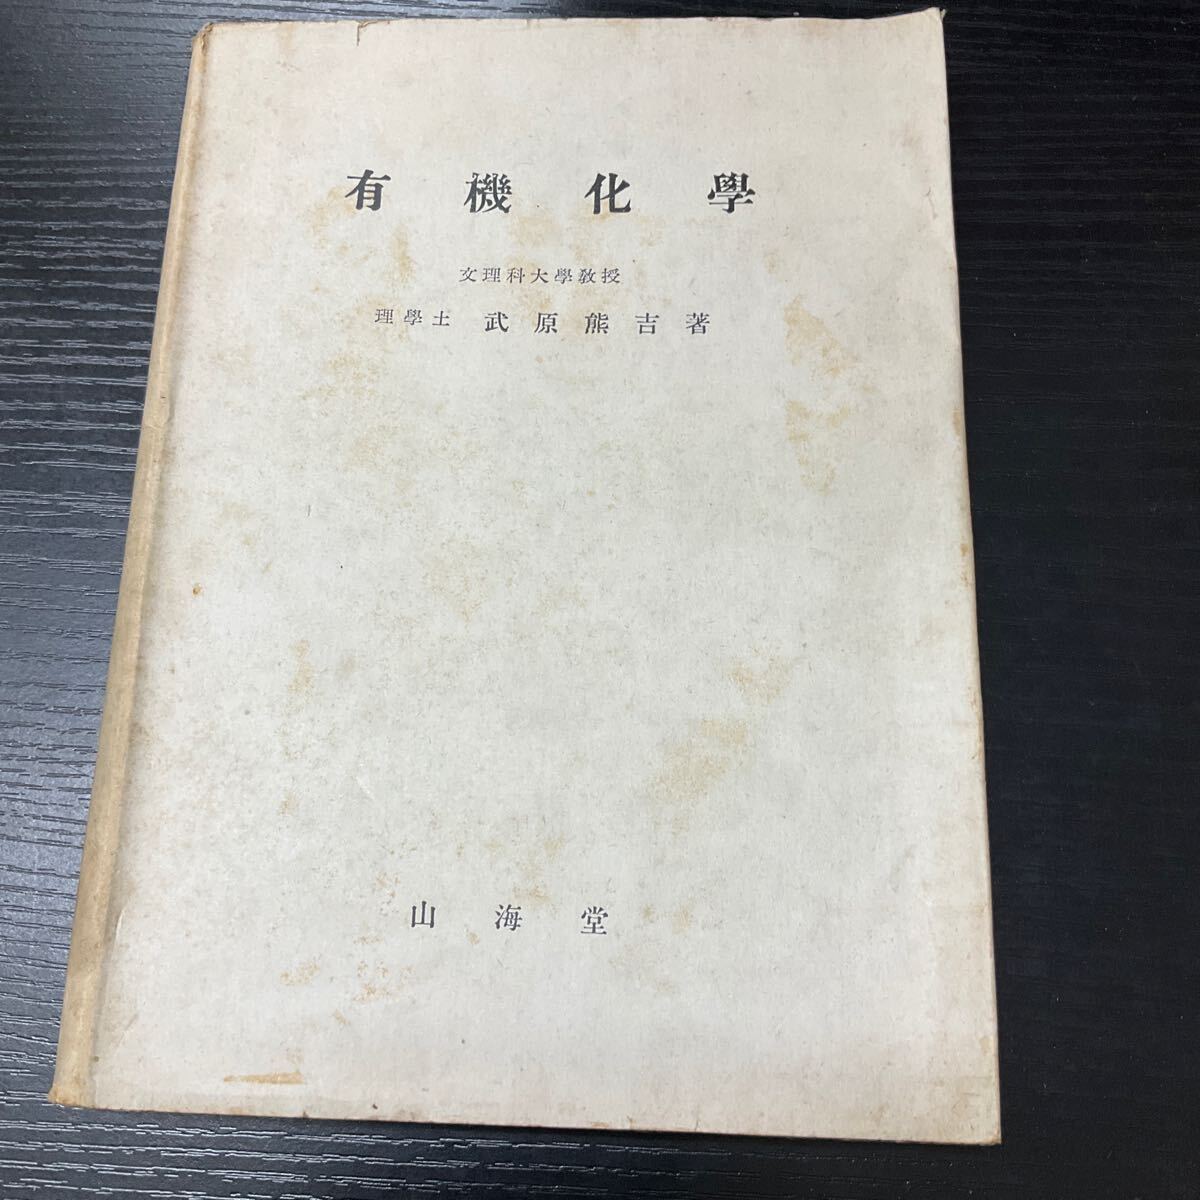 有機化學
文理科大學教授
理學士 武原熊吉著
山海堂